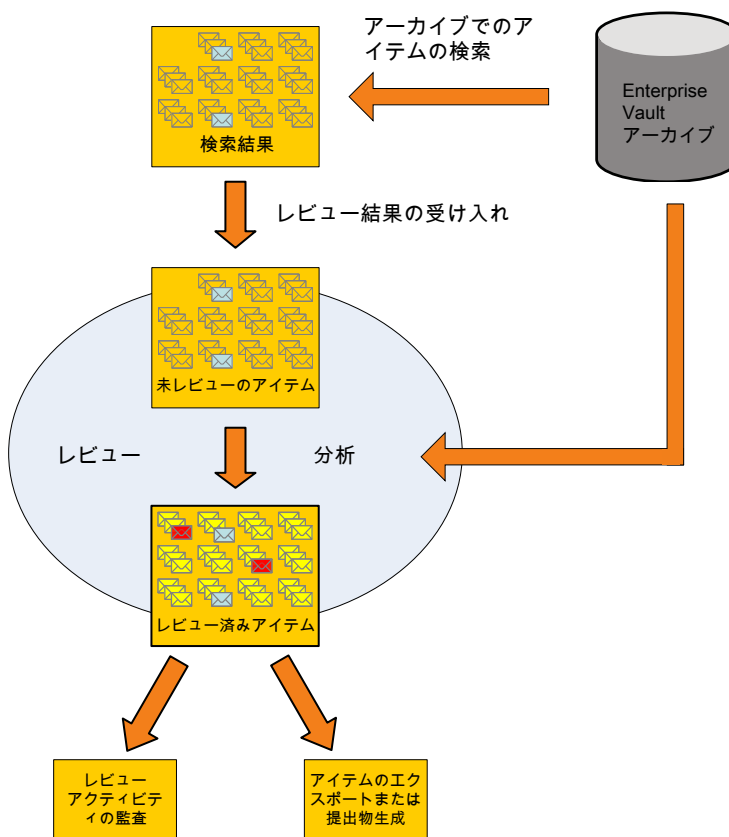 アーカイブでのア
イテムの検索
Enterprise
Vault
アーカイブ
検索結果
レビュー結果の受け入れ
未レビューのアイテム
レビュー
分析
レビュー済みアイテム
レビュー
アクティビテ
ィの監査
アイテムのエク
スポートまたは
提出物生成